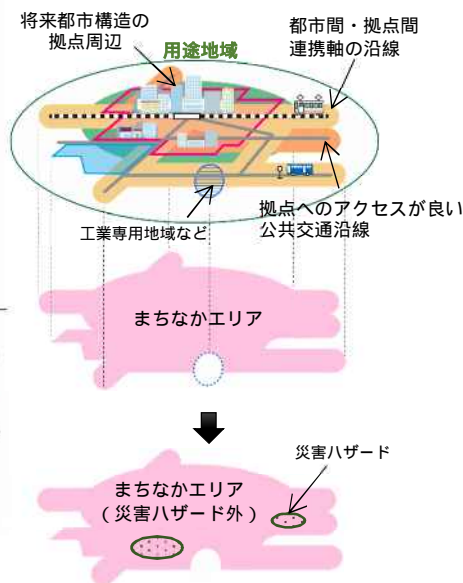 将来都市構造の
拠点周辺
用途地域
都市間・拠点間
連携軸の沿線
拠点へのアクセスが良い
公共交通沿線
工業専用地域など
まちなかエリア
災害ハザード
まちなかエリア
（災害ハザード外）